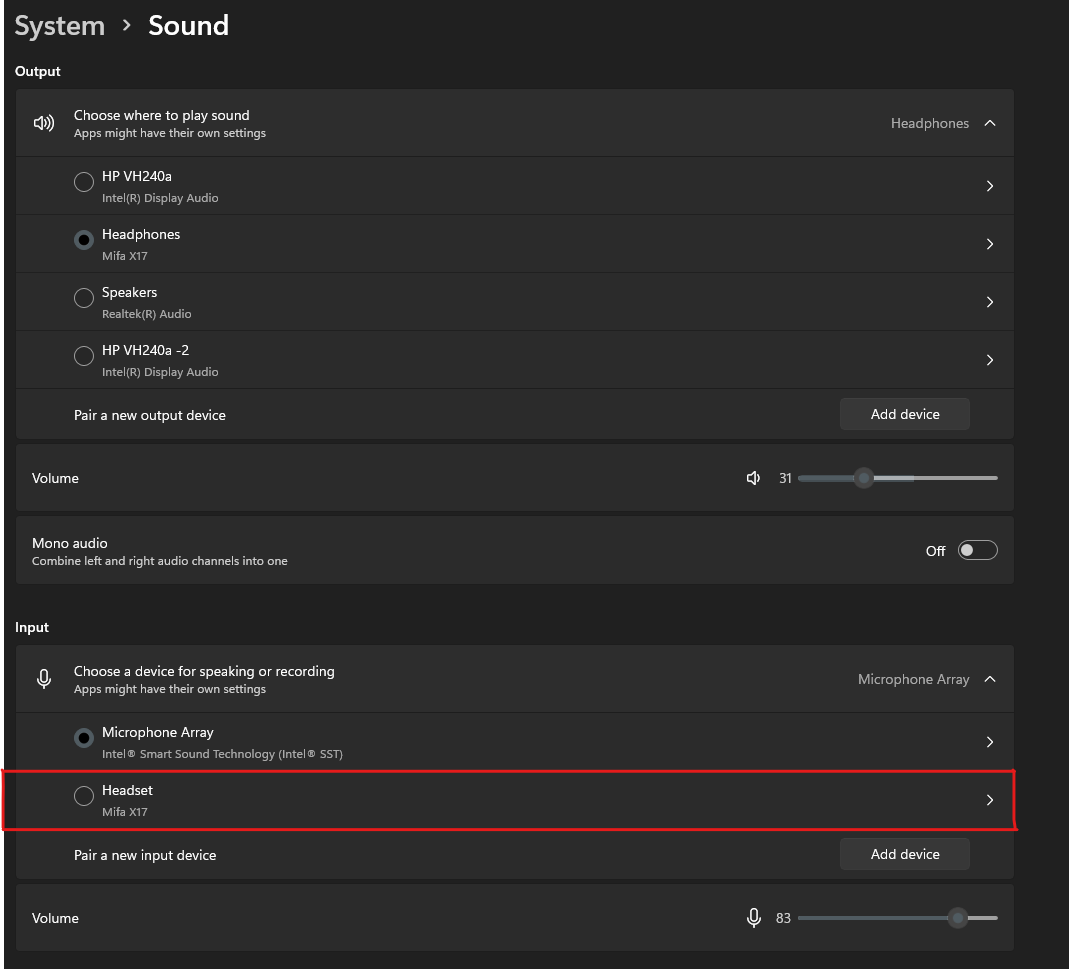 System > Sound
Output
Choose where to play sound
Apps might have their own settings
Headphones
HP VH240a
Intel(R) Display Audio
Headphones
Mifa X17
Speakers
Realtek(R) Audio
HP VH240a -2
Intel(R) Display Audio
Pair a new output device
Add device
Volume
31
Mono audio
Combine left and right audio channels into one
Off
Input
Choose a device for speaking or recording
Apps might have their own settings
Microphone Array
Microphone Array
Intel® Smart Sound Technology (Intel® SST)
Headset
Mifa X17
Pair a new input device
Add device
Volume
83